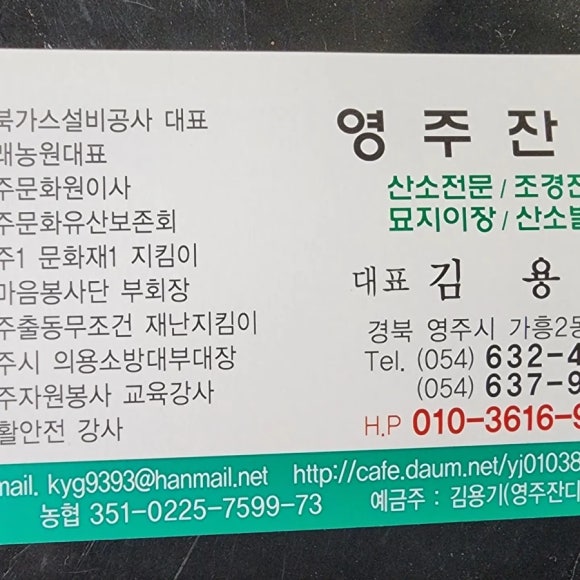 북가스설비공사 대표
래농원대표
주문화원이사
주문화유산보존회
주1 문화재1 지킴이
마음봉사단 부회장
주출동무조건 재난지킴이
주시 의용소방대부대장
주자원봉사 교육강사
활안전 강사
영주잔
산소전문 / 조경전
묘지이장 / 산소벌
대표 김 용
경북 영주시 가흥2동
Tel. (054) 632-4
(054) 637-9
H.P 010-3616-9
mail. kyg9393@hanmail.net http://cafe.daum.net/yj01038
농협 351-0225-7599-73 예금주 : 김용기(영주잔디